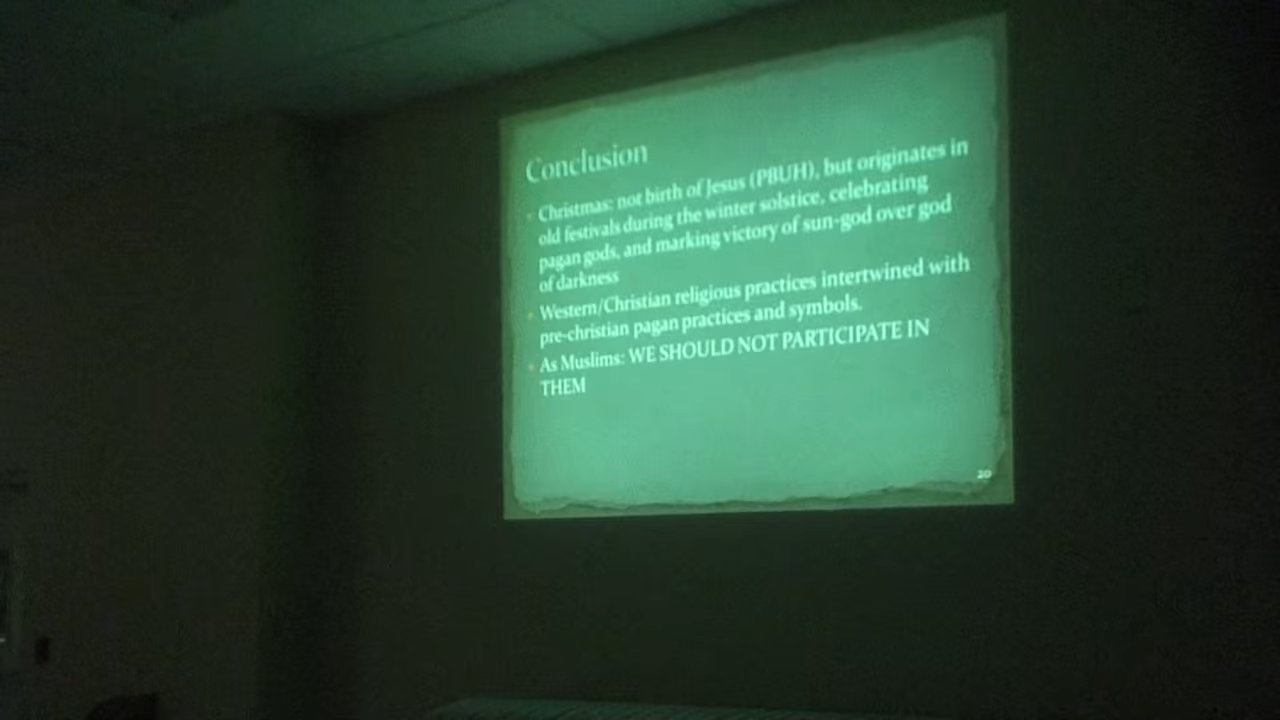 Conclusion
Christmas: not birth of Jesus (PBUH), but originates in
old festivals during the winter solstice, celebrating
pagan gods, and marking victory of sun-god over god
of darkness
Western/Christian religious practices intertwined with
pre-christian pagan practices and symbols.
As Muslims: WE SHOULD NOT PARTICIPATE IN
THEM
20